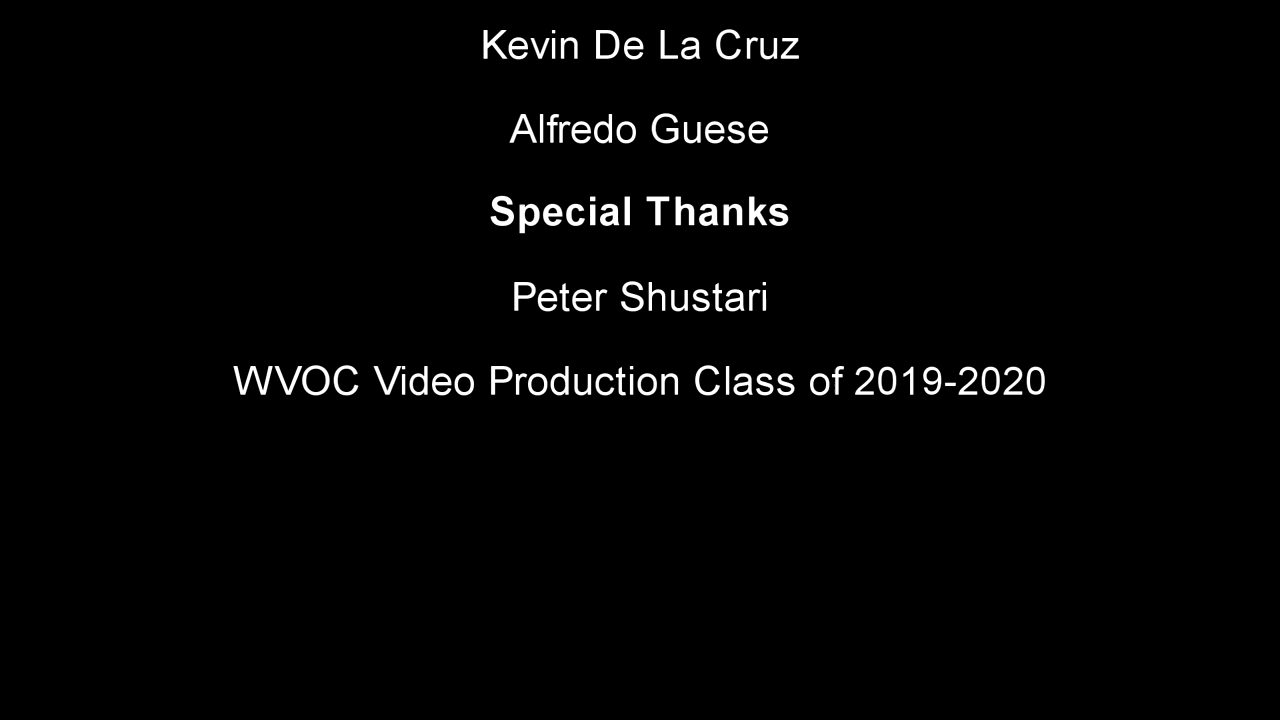 Kevin De La Cruz
Alfredo Guese
Special Thanks
Peter Shustari
WVOC Video Production Class of 2019-2020